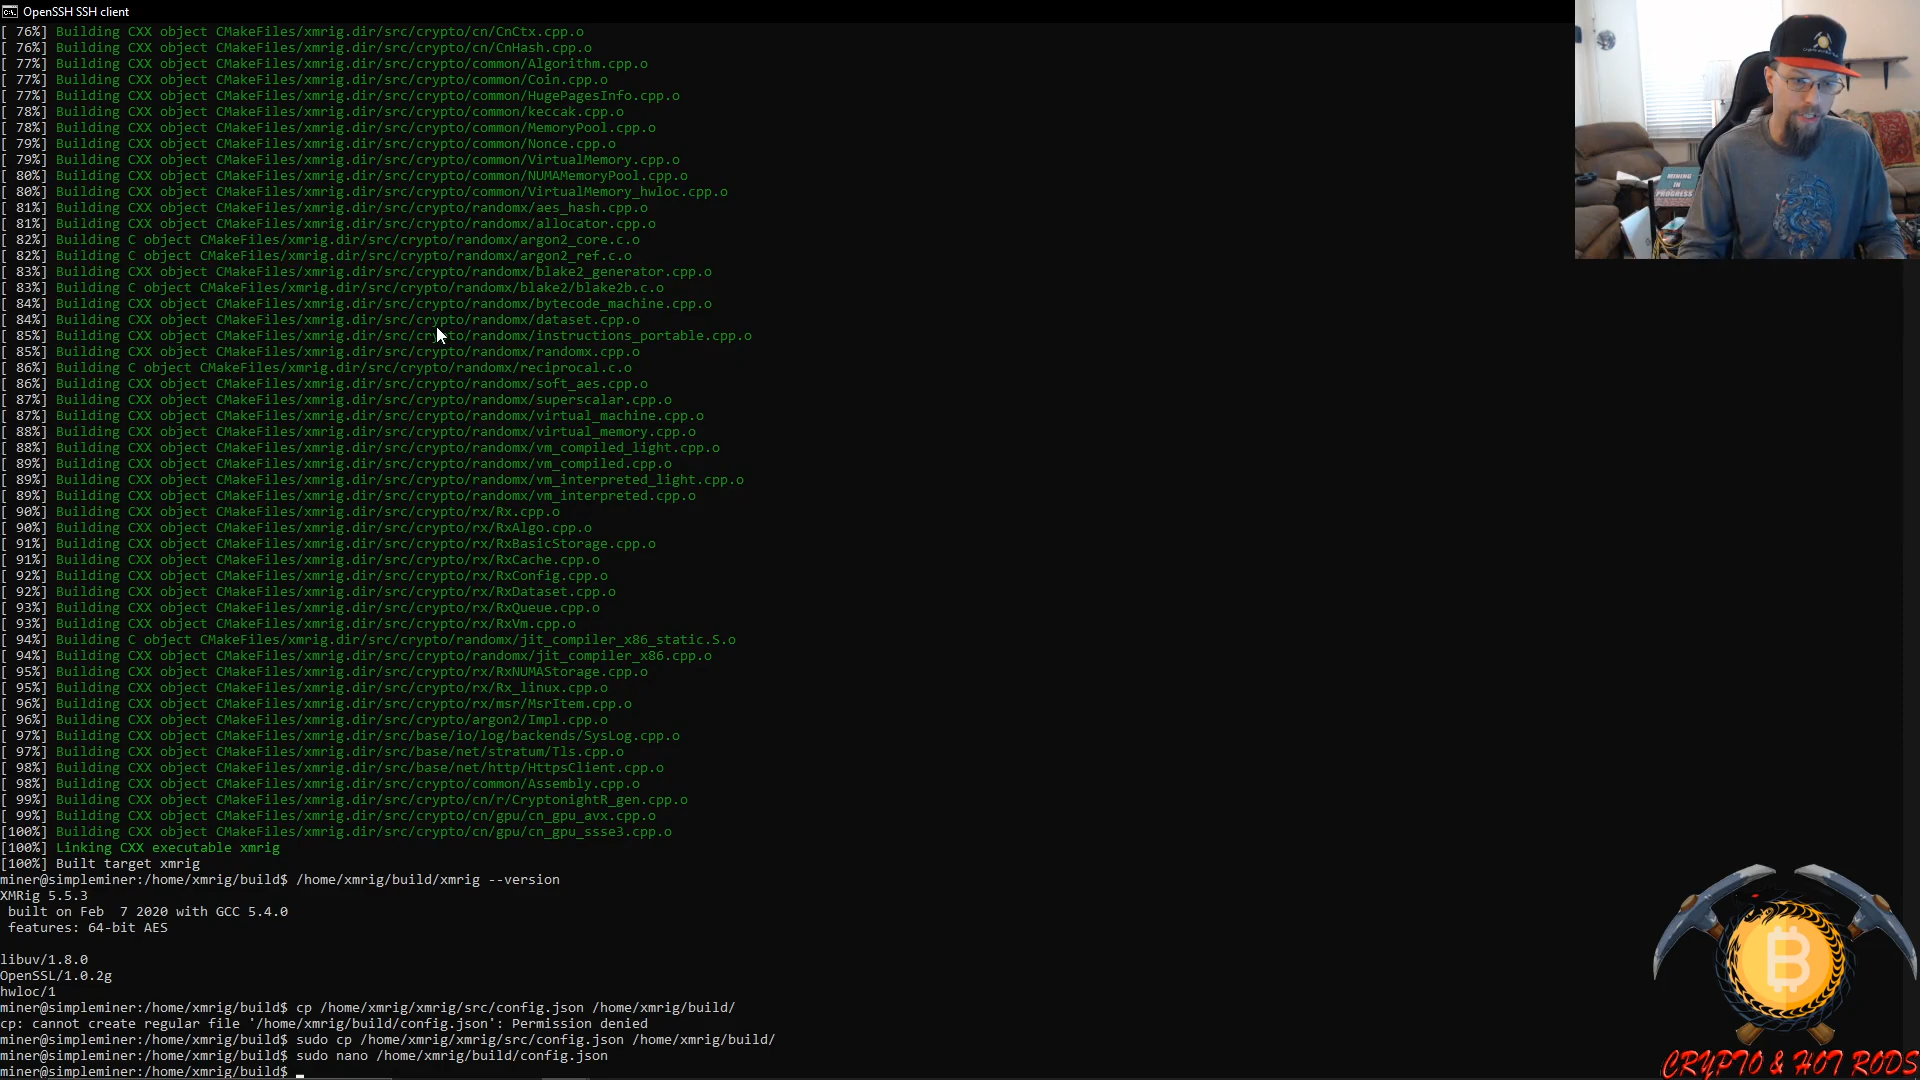 OpenSSH SSH client
[ 76%] Building CXX object CMakeFiles/xmrig.dir/src/crypto/cn/CnCtx.cpp.o
[ 76%] Building CXX object CMakeFiles/xmrig.dir/src/crypto/cn/CnHash.cpp.o
[ 77%] Building CXX object CMakeFiles/xmrig.dir/src/crypto/common/Algorithm.cpp.o
[ 77%] Building CXX object CMakeFiles/xmrig.dir/src/crypto/common/Coin.cpp.o
[ 77%] Building CXX object CMakeFiles/xmrig.dir/src/crypto/common/HugePagesInfo.cpp.o
[ 78%] Building CXX object CMakeFiles/xmrig.dir/src/crypto/common/keccak.cpp.o
[ 78%] Building CXX object CMakeFiles/xmrig.dir/src/crypto/common/MemoryPool.cpp.o
[ 79%] Building CXX object CMakeFiles/xmrig.dir/src/crypto/common/Nonce.cpp.o
[ 79%] Building CXX object CMakeFiles/xmrig.dir/src/crypto/common/VirtualMemory.cpp.o
[ 80%] Building CXX object CMakeFiles/xmrig.dir/src/crypto/common/NUMAMemoryPool.cpp.o
[ 80%] Building CXX object CMakeFiles/xmrig.dir/src/crypto/common/VirtualMemory_hwloc.cpp.o
[ 81%] Building CXX object CMakeFiles/xmrig.dir/src/crypto/randomx/aes_hash.cpp.o
[ 81%] Building CXX object CMakeFiles/xmrig.dir/src/crypto/randomx/allocator.cpp.o
[ 82%] Building C object CMakeFiles/xmrig.dir/src/crypto/randomx/argon2_core.c.o
[ 82%] Building C object CMakeFiles/xmrig.dir/src/crypto/randomx/argon2_ref.c.o
[ 83%] Building CXX object CMakeFiles/xmrig.dir/src/crypto/randomx/blake2_generator.cpp.o
[ 83%] Building C object CMakeFiles/xmrig.dir/src/crypto/randomx/blake2/blake2b.c.o
[ 84%] Building CXX object CMakeFiles/xmrig.dir/src/crypto/randomx/bytecode_machine.cpp.o
[ 84%] Building CXX object CMakeFiles/xmrig.dir/src/crypto/randomx/dataset.cpp.o
[ 85%] Building CXX object CMakeFiles/xmrig.dir/src/crypto/randomx/instructions_portable.cpp.o
[ 85%] Building CXX object CMakeFiles/xmrig.dir/src/crypto/randomx/randomx.cpp.o
[ 86%] Building C object CMakeFiles/xmrig.dir/src/crypto/randomx/reciprocal.c.o
[ 86%] Building CXX object CMakeFiles/xmrig.dir/src/crypto/randomx/soft_aes.cpp.o
[ 87%] Building CXX object CMakeFiles/xmrig.dir/src/crypto/randomx/superscalar.cpp.o
[ 87%] Building CXX object CMakeFiles/xmrig.dir/src/crypto/randomx/virtual_machine.cpp.o
[ 88%] Building CXX object CMakeFiles/xmrig.dir/src/crypto/randomx/virtual_memory.cpp.o
[ 88%] Building CXX object CMakeFiles/xmrig.dir/src/crypto/randomx/vm_compiled_light.cpp.o
[ 89%] Building CXX object CMakeFiles/xmrig.dir/src/crypto/randomx/vm_compiled.cpp.o
[ 89%] Building CXX object CMakeFiles/xmrig.dir/src/crypto/randomx/vm_interpreted_light.cpp.o
[ 89%] Building CXX object CMakeFiles/xmrig.dir/src/crypto/randomx/vm_interpreted.cpp.o
[ 90%] Building CXX object CMakeFiles/xmrig.dir/src/crypto/rx/Rx.cpp.o
[ 90%] Building CXX object CMakeFiles/xmrig.dir/src/crypto/rx/RxAlgo.cpp.o
[ 91%] Building CXX object CMakeFiles/xmrig.dir/src/crypto/rx/RxBasicStorage.cpp.o
[ 91%] Building CXX object CMakeFiles/xmrig.dir/src/crypto/rx/RxCache.cpp.o
[ 92%] Building CXX object CMakeFiles/xmrig.dir/src/crypto/rx/RxConfig.cpp.o
[ 92%] Building CXX object CMakeFiles/xmrig.dir/src/crypto/rx/RxDataset.cpp.o
[ 93%] Building CXX object CMakeFiles/xmrig.dir/src/crypto/rx/RxQueue.cpp.o
[ 93%] Building CXX object CMakeFiles/xmrig.dir/src/crypto/rx/RxVm.cpp.o
[ 94%] Building C object CMakeFiles/xmrig.dir/src/crypto/randomx/jit_compiler_x86_static.S.o
[ 94%] Building CXX object CMakeFiles/xmrig.dir/src/crypto/randomx/jit_compiler_x86.cpp.o
[ 95%] Building CXX object CMakeFiles/xmrig.dir/src/crypto/rx/RxNUMAStorage.cpp.o
[ 95%] Building CXX object CMakeFiles/xmrig.dir/src/crypto/rx/Rx_linux.cpp.o
[ 96%] Building CXX object CMakeFiles/xmrig.dir/src/crypto/rx/msr/MsrItem.cpp.o
[ 96%] Building CXX object CMakeFiles/xmrig.dir/src/crypto/argon2/Impl.cpp.o
[ 97%] Building CXX object CMakeFiles/xmrig.dir/src/base/io/log/backends/SysLog.cpp.o
[ 97%] Building CXX object CMakeFiles/xmrig.dir/src/base/net/stratum/Tls.cpp.o
[ 98%] Building CXX object CMakeFiles/xmrig.dir/src/base/net/http/HttpsClient.cpp.o
[ 98%] Building CXX object CMakeFiles/xmrig.dir/src/crypto/common/Assembly.cpp.o
[ 99%] Building CXX object CMakeFiles/xmrig.dir/src/crypto/cn/r/CryptonightR_gen.cpp.o
[ 99%] Building CXX object CMakeFiles/xmrig.dir/src/crypto/cn/gpu/cn_gpu_avx.cpp.o
[100%] Building CXX object CMakeFiles/xmrig.dir/src/crypto/cn/gpu/cn_gpu_ssse3.cpp.o
[100%] Linking CXX executable xmrig
[100%] Built target xmrig
miner@simpleminer:/home/xmrig/build$ /home/xmrig/build/xmrig --version
XMRig 5.5.3
built on Feb  7 2020 with GCC 5.4.0
features: 64-bit AES
libuv/1.8.0
OpenSSL/1.0.2g
hwloc/1
miner@simpleminer:/home/xmrig/build$ cp /home/xmrig/xmrig/src/config.json /home/xmrig/build/
cp: cannot create regular file '/home/xmrig/build/config.json': Permission denied
miner@simpleminer:/home/xmrig/build$ sudo cp /home/xmrig/xmrig/src/config.json /home/xmrig/build/
miner@simpleminer:/home/xmrig/build$ sudo nano /home/xmrig/build/config.json
miner@simpleminer:/home/xmrig/build$
MINING
IN
PROGRESS
CRYPTO & HOT RODS